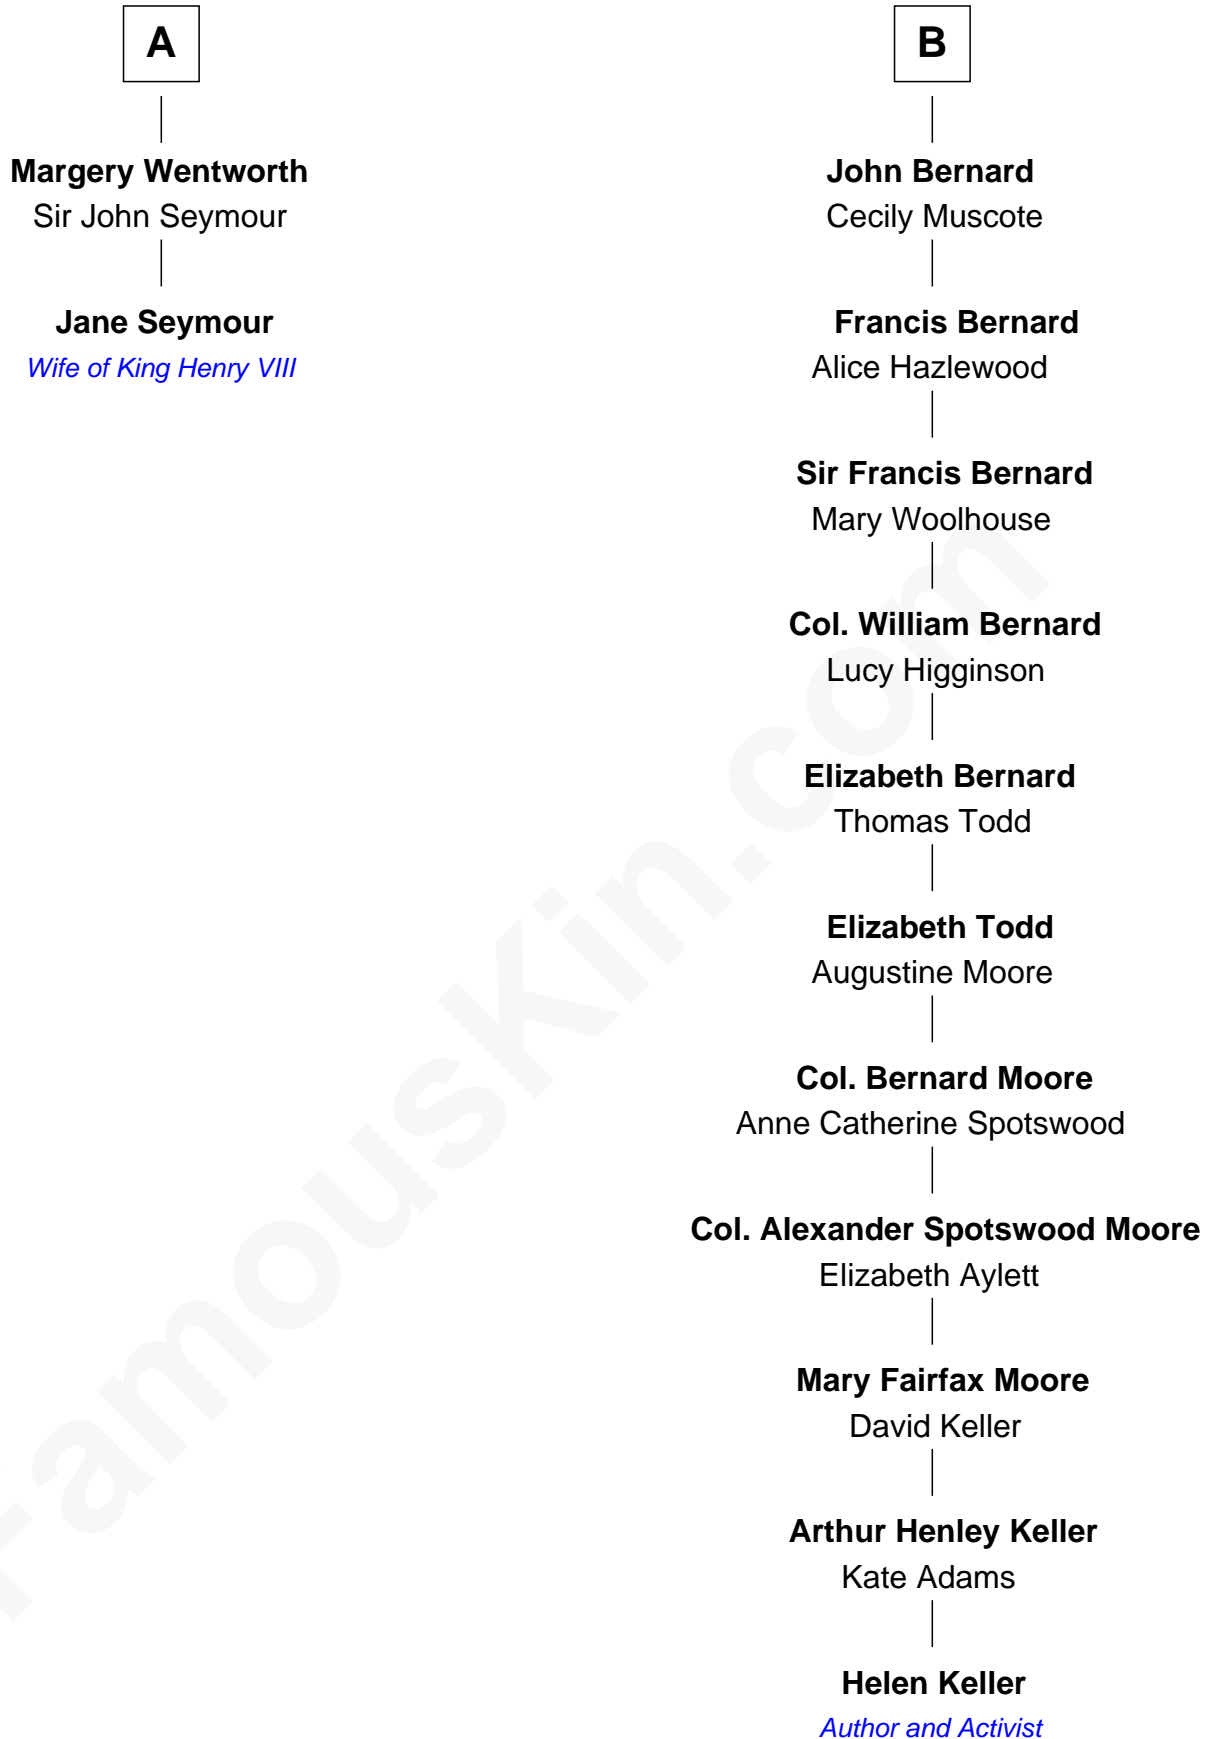 A
Margery Wentworth
Sir John Seymour
Jane Seymour
Wife of King Henry VIII
B
John Bernard
Cecily Muscote
Francis Bernard
Alice Hazlewood
Sir Francis Bernard
Mary Woolhouse
Col. William Bernard
Lucy Higginson
Elizabeth Bernard
Thomas Todd
Elizabeth Todd
Augustine Moore
Col. Bernard Moore
Anne Catherine Spotswood
Col. Alexander Spotswood Moore
Elizabeth Aylett
Mary Fairfax Moore
David Keller
Arthur Henley Keller
Kate Adams
Helen Keller
Author and Activist
FamousKin.com